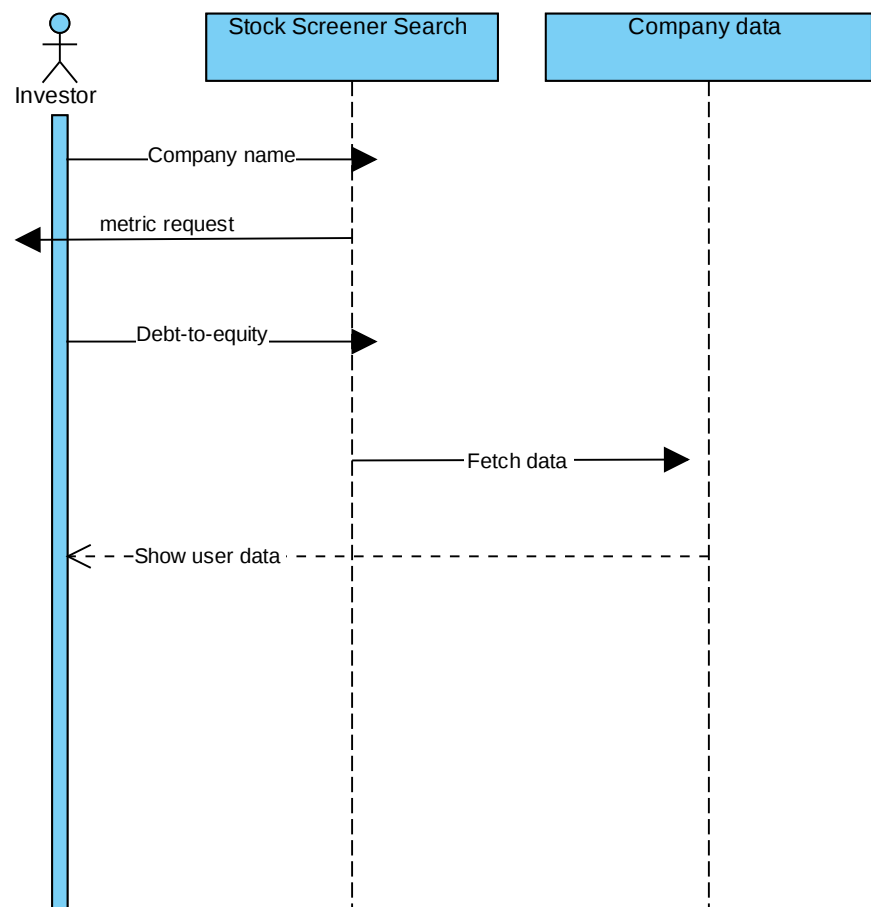 Stock Screener Search
Company data
Investor
Company name
metric request
Debt-to-equity
Fetch data
Show user data